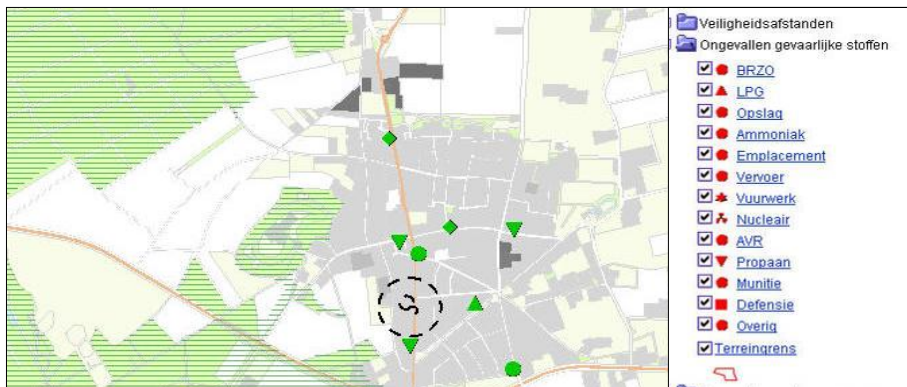 Veiligheidsafstanden
Ongevallen gevaarlijke stoffen
BRZO
LPG
Opslag
Ammoniak
Emplacement
Vervoer
Vuurwerk
Nucleair
AVR
Propaan
Munitie
Defensie
Overig
Terreingrens